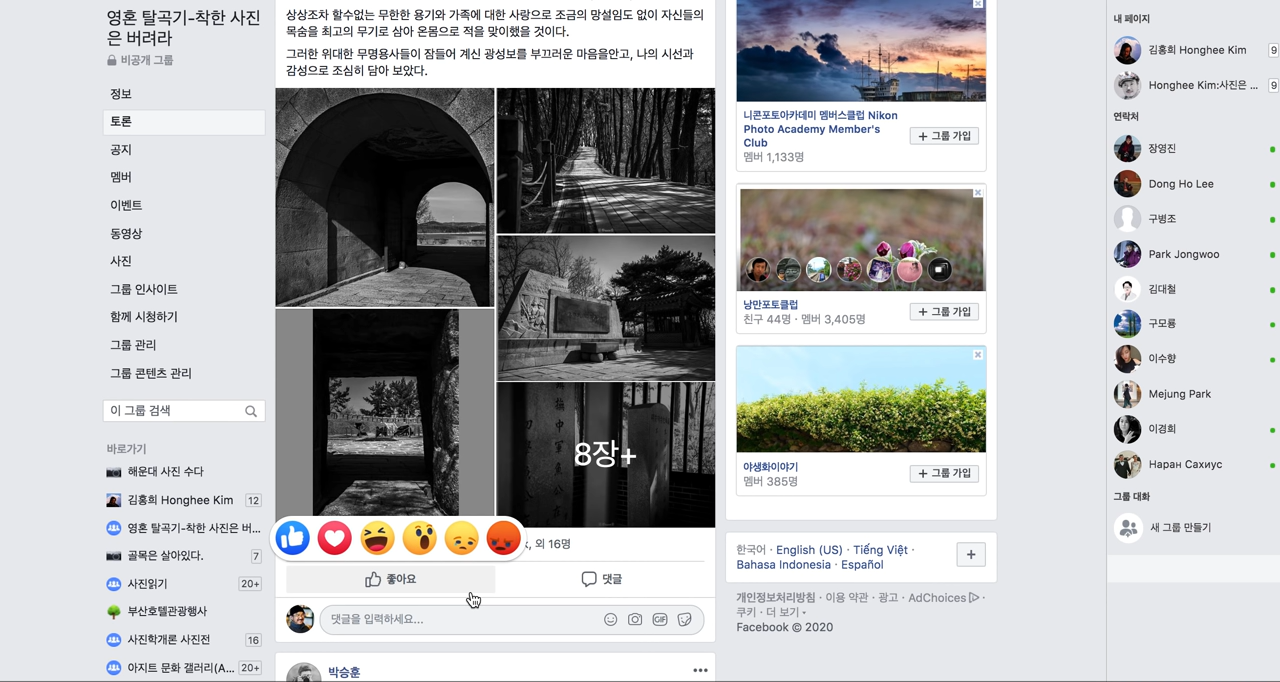 영혼 탈곡기-착한 사진
은 버려라
비공개 그룹
정보
토론
공지
멤버
이벤트
동영상
사진
그룹 인사이트
함께 시청하기
그룹 관리
그룹 콘텐츠 관리
이 그룹 검색
바로가기
해운대 사진 수다
김홍희 Honghee Kim 12
영혼 탈곡기-착한 사진은 버...
골목은 살아있다. 7
사진읽기 20+
부산호텔관광행사
사진학개론 사진전 16
아지트 문화 갤러리(A... 20+
상상조차 할수없는 무한한 용기와 가족에 대한 사랑으로 조금의 망설임도 없이 자신들의
목숨을 최고의 무기로 삼아 온몸으로 적을 맞이했을 것이다.
그러한 위대한 무명용사들이 잠들어 계신 광성보를 부끄러운 마음을안고, 나의 시선과
감성으로 조심히 담아 보았다.
8장+
외 16명
좋아요
댓글
댓글을 입력하세요...
GIF
박승훈
니콘포토아카데미 멤버스클럽 Nikon
Photo Academy Member's
Club
멤버 1,133명
+ 그룹 가입
낭만포토클럽
친구 44명 · 멤버 3,405명
+ 그룹 가입
야생화이야기
멤버 385명
+ 그룹 가입
한국어 · English (US) · Tiếng Việt ·
Bahasa Indonesia · Español
개인정보처리방침 · 이용 약관 · 광고 · AdChoices ·
쿠키 · 더 보기
Facebook © 2020
내 페이지
김홍희 Honghee Kim 9
Honghee Kim:사진은 ... 9
연락처
장영진
Dong Ho Lee
구병조
Park Jongwoo
김대철
구모룡
이수향
Mejung Park
이경희
Наран Сахиус
그룹 대화
새 그룹 만들기